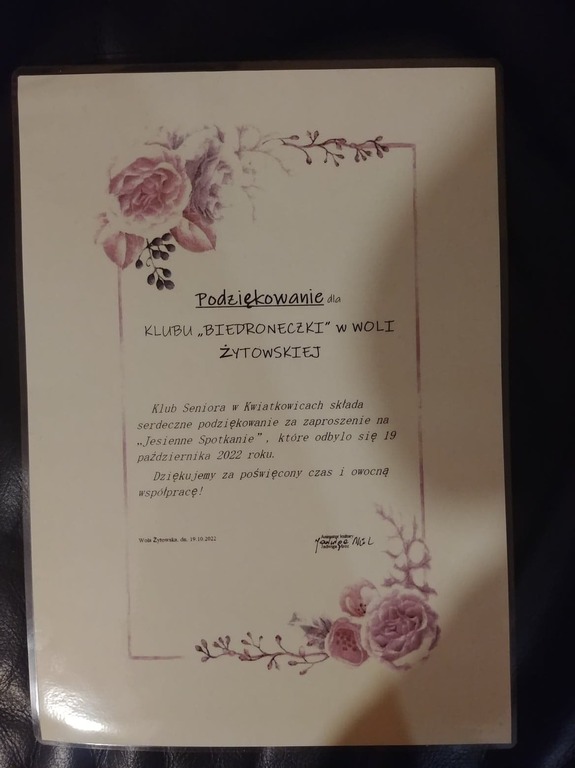 Podziękowanie dla
KLUBU „BIEDRONECZKI” W WOLI
ŻYTOWSKIEJ
Klub Seniora w Kwiatkowicach składa
serdeczne podziękowanie za zaproszenie na
„Jesienne Spotkanie”, które odbyło się 19
października 2022 roku.
Dziękujemy za poświęcony czas i owocną
współpracę!
Wola Żytowska, dn. 19.10.2022